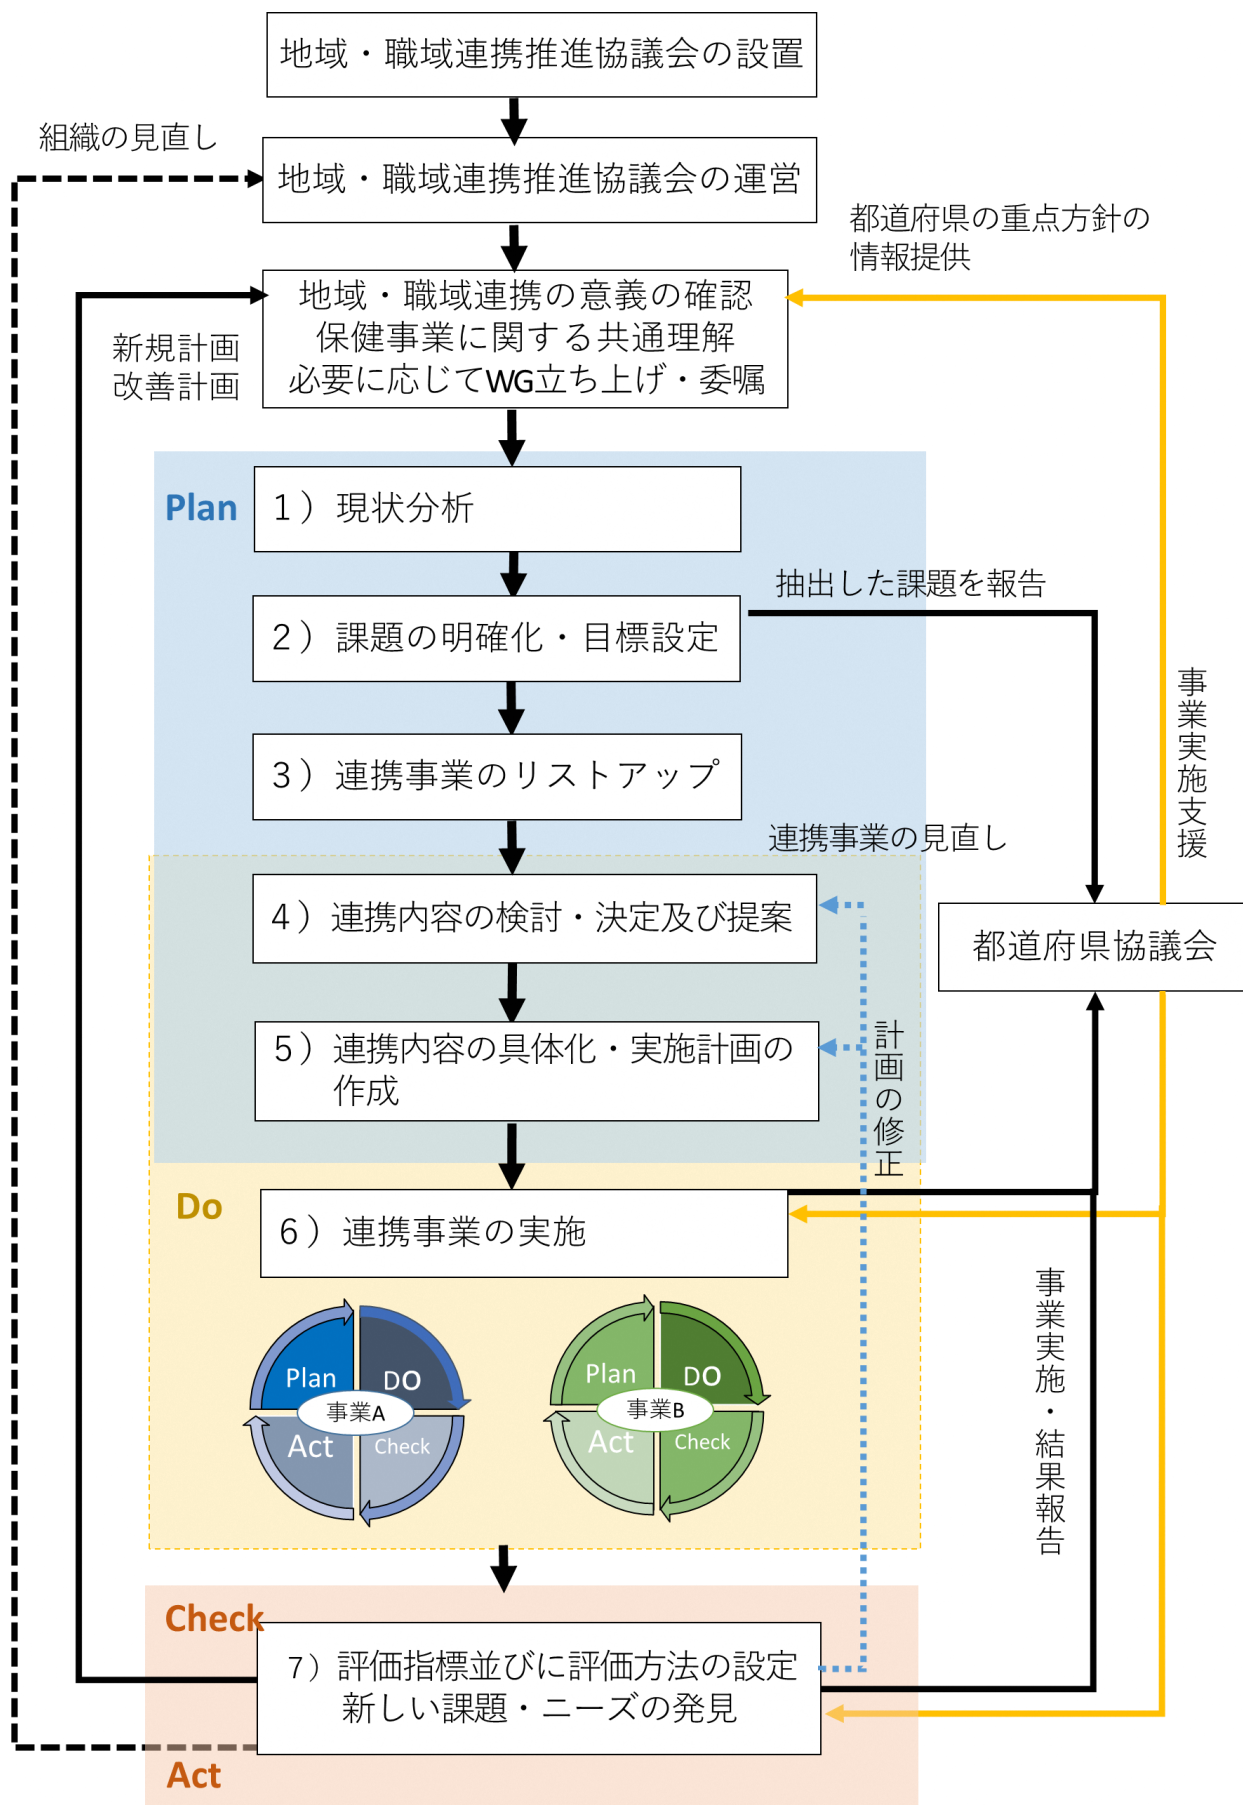 地域・職域連携推進協議会の設置
組織の見直し
地域・職域連携推進協議会の運営
都道府県の重点方針の
情報提供
地域・職域連携の意義の確認
保健事業に関する共通理解
必要に応じてWG立ち上げ・委嘱
新規計画
改善計画
Plan
1）現状分析
抽出した課題を報告
2）課題の明確化・目標設定
事業実施支援
3）連携事業のリストアップ
連携事業の見直し
4）連携内容の検討・決定及び提案
都道府県協議会
5）連携内容の具体化・実施計画の
作成
計画の修正
Do
6）連携事業の実施
事業実施・結果報告
Plan
DO
事業A
Act
Check
Plan
DO
事業B
Act
Check
Check
7）評価指標並びに評価方法の設定
新しい課題・ニーズの発見
Act